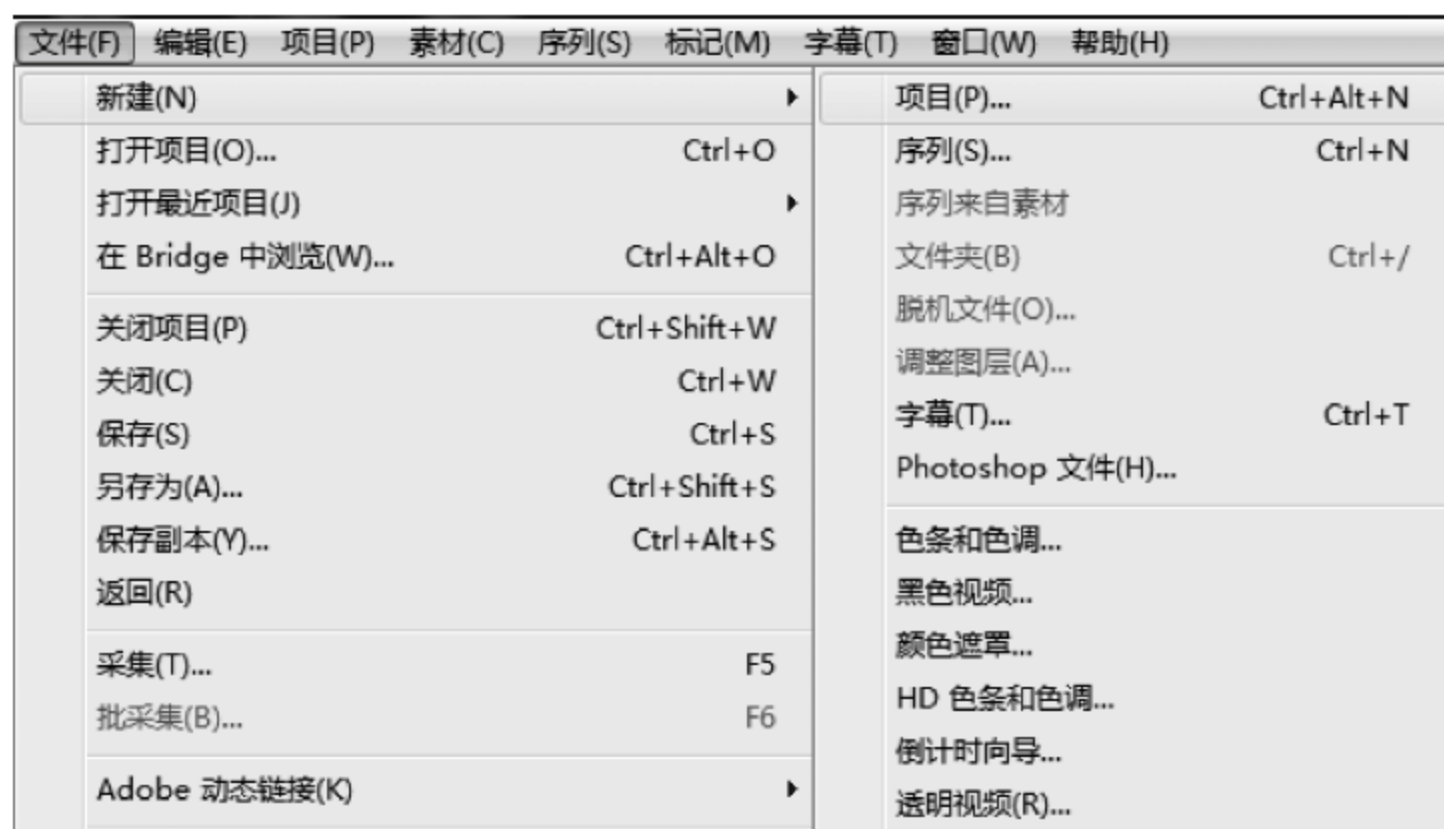 文件(F) 编辑(E) 项目(P) 素材(C) 序列(S) 标记(M) 字幕(T) 窗口(W) 帮助(H)
新建(N)
打开项目(O)... Ctrl+O
打开最近项目(J)
在 Bridge 中浏览(W)... Ctrl+Alt+O
关闭项目(P) Ctrl+Shift+W
关闭(C) Ctrl+W
保存(S) Ctrl+S
另存为(A)... Ctrl+Shift+S
保存副本(Y)... Ctrl+Alt+S
返回(R)
采集(T)... F5
批采集(B)... F6
Adobe 动态链接(K)
项目(P)... Ctrl+Alt+N
序列(S)... Ctrl+N
序列来自素材
文件夹(B) Ctrl+/
脱机文件(O)...
调整图层(A)...
字幕(T)... Ctrl+T
Photoshop 文件(H)...
色条和色调...
黑色视频...
颜色遮罩...
HD 色条和色调...
倒计时向导...
透明视频(R)...